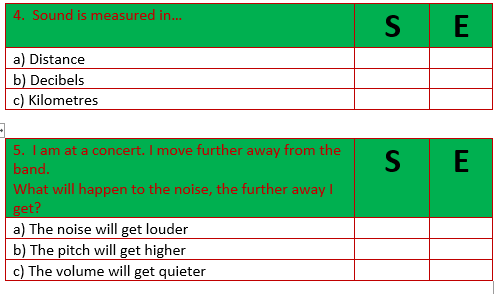 4. Sound is measured in...
S E
a) Distance
b) Decibels
c) Kilometres
5. I am at a concert. I move further away from the
band.
What will happen to the noise, the further away I
get?
S E
a) The noise will get louder
b) The pitch will get higher
c) The volume will get quieter